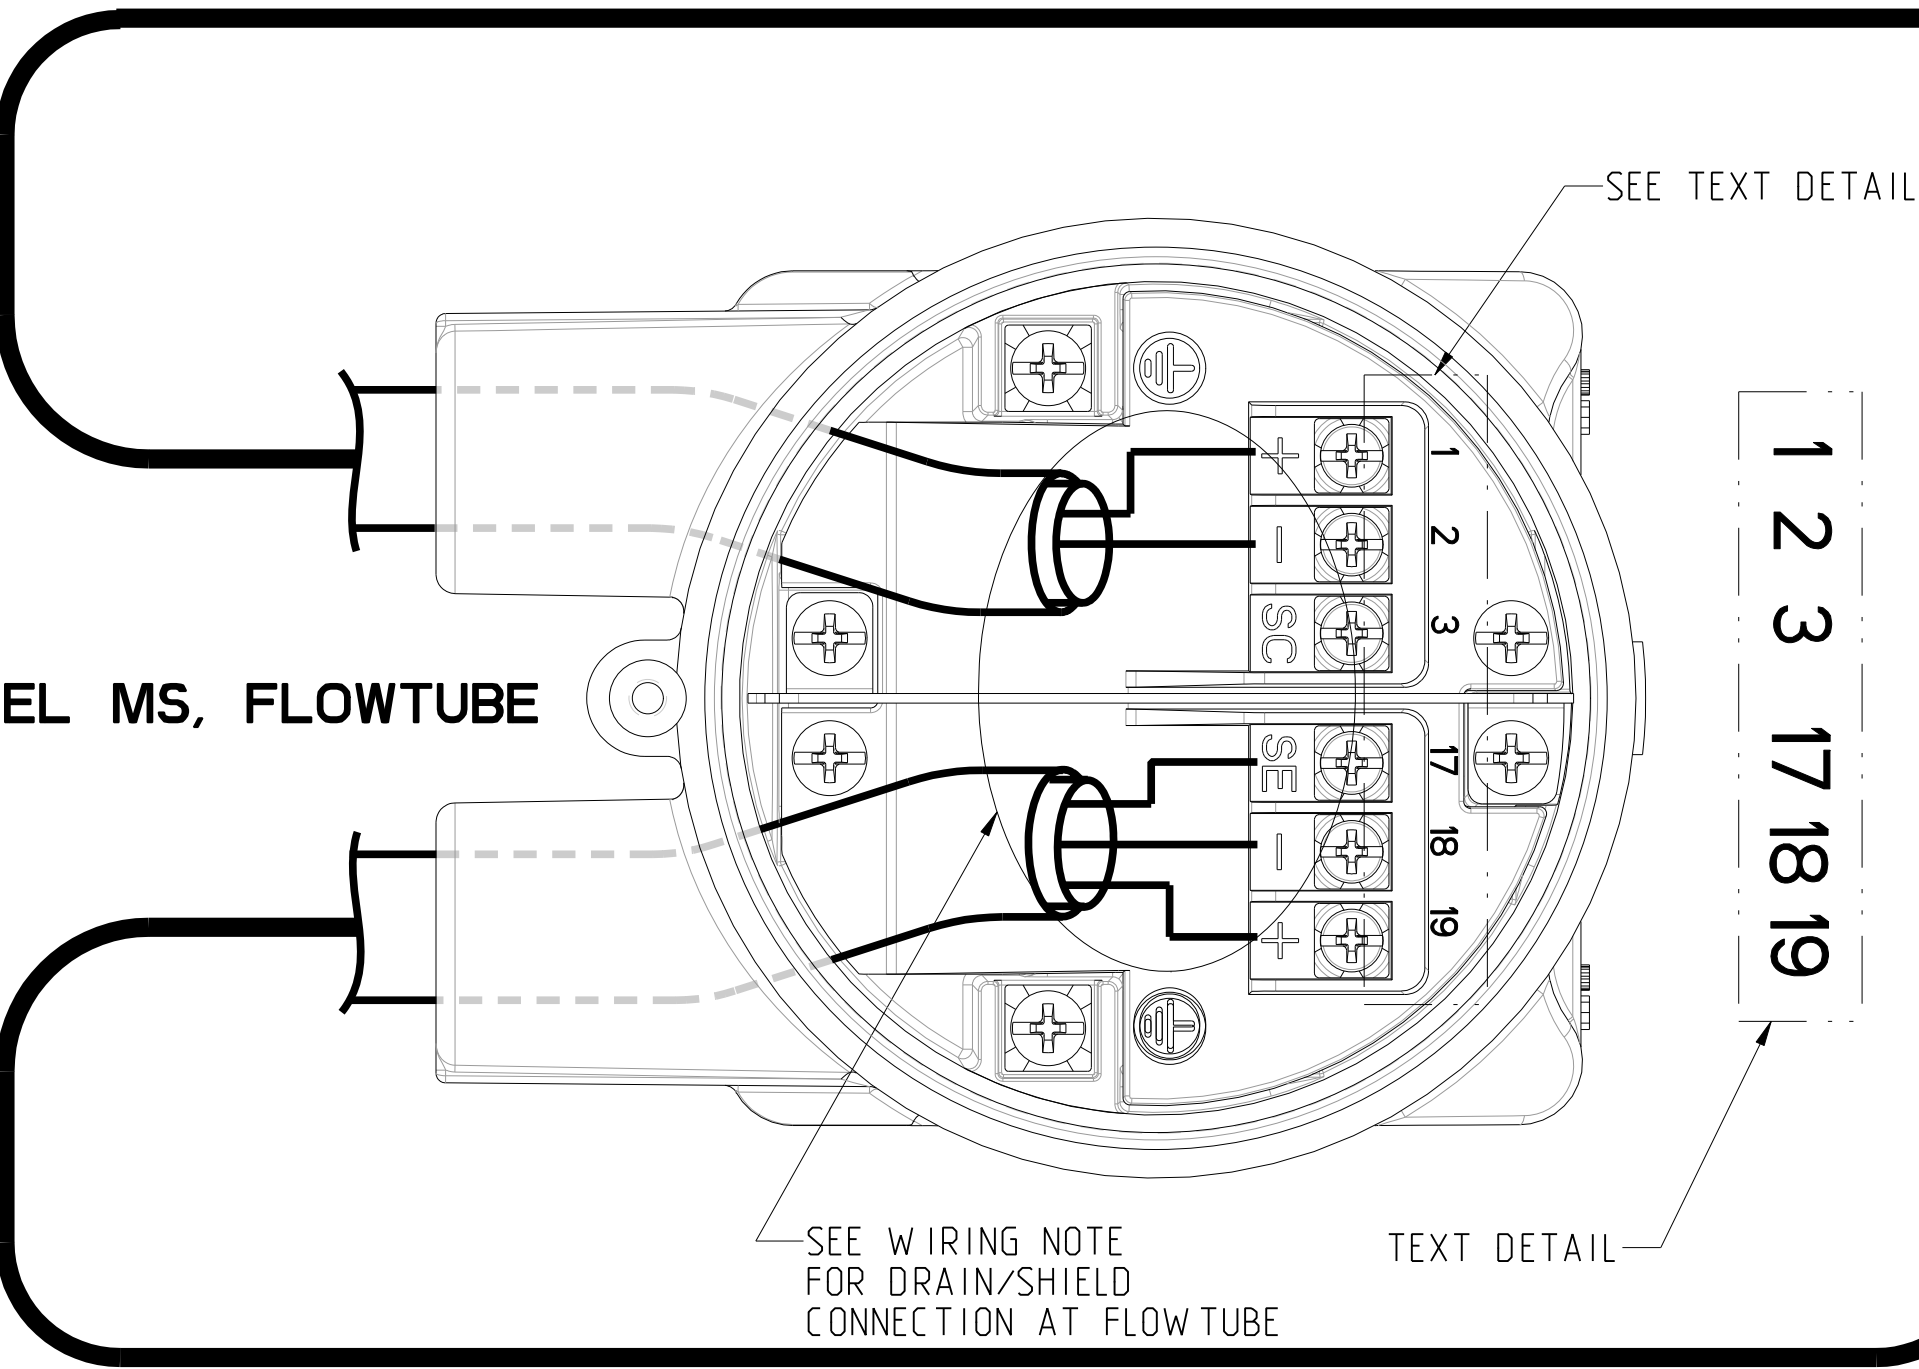 SEE TEXT DETAIL
+
1
-
2
SC
3
EL MS, FLOWTUBE
SE
17
-
18
+
19
1 2 3 17 18 19
SEE WIRING NOTE
FOR DRAIN/SHIELD
CONNECTION AT FLOWTUBE
TEXT DETAIL